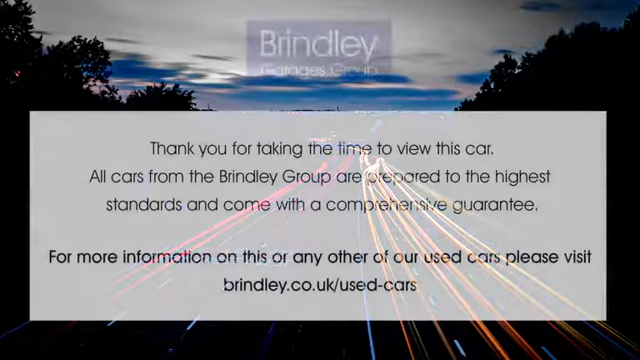 Brindley
Garages Group
Thank you for taking the time to view this car.
All cars from the Brindley Group are prepared to the highest
standards and come with a comprehensive guarantee.
For more information on this or any other of our used cars please visit
brindley.co.uk/used-cars